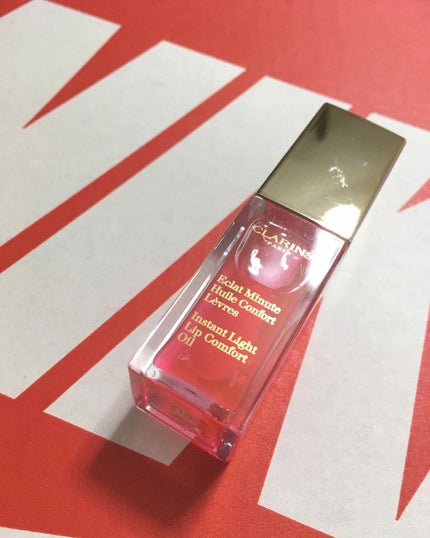 CLARINS
PARIS
Eclat Minute
Huile Confort
Lèvres
Instant Light
Lip Comfort
Oil